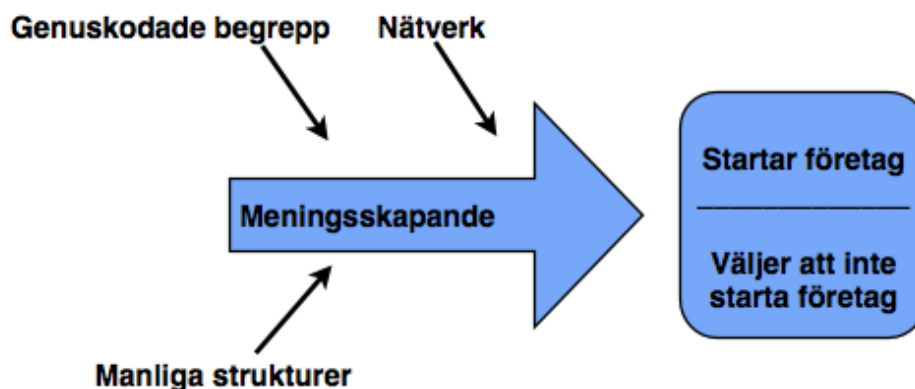 Genuskodade begrepp
Nätverk
Meningsskapande
Manliga strukturer
Startar företag
Väljer att inte
starta företag